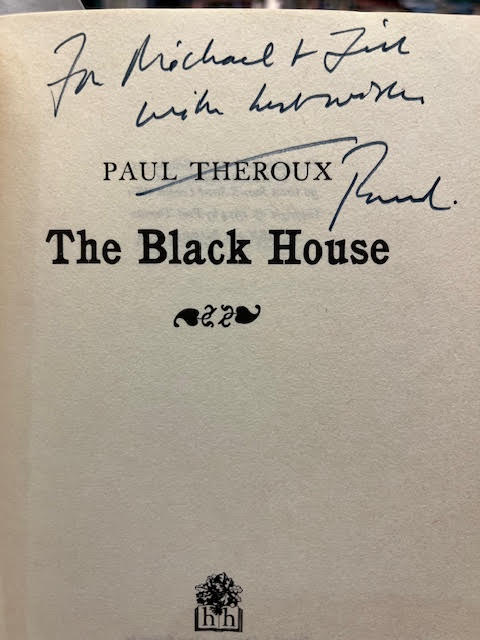 For Michael & Jill
with best wishes
PAUL THEROUX
Paul.
The Black House
h h